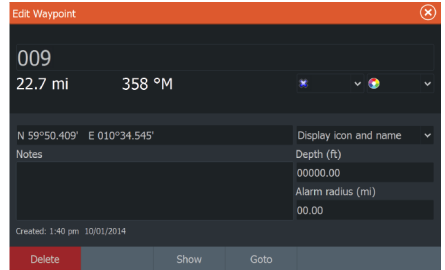 Edit Waypoint
009
22.7 mi 358 °M
N 59°50.409' E 010°34.545' Display icon and name
Notes Depth (ft)
00000.00
Alarm radius (mi)
00.00
Created: 1:40 pm 10/01/2014
Delete Show Goto